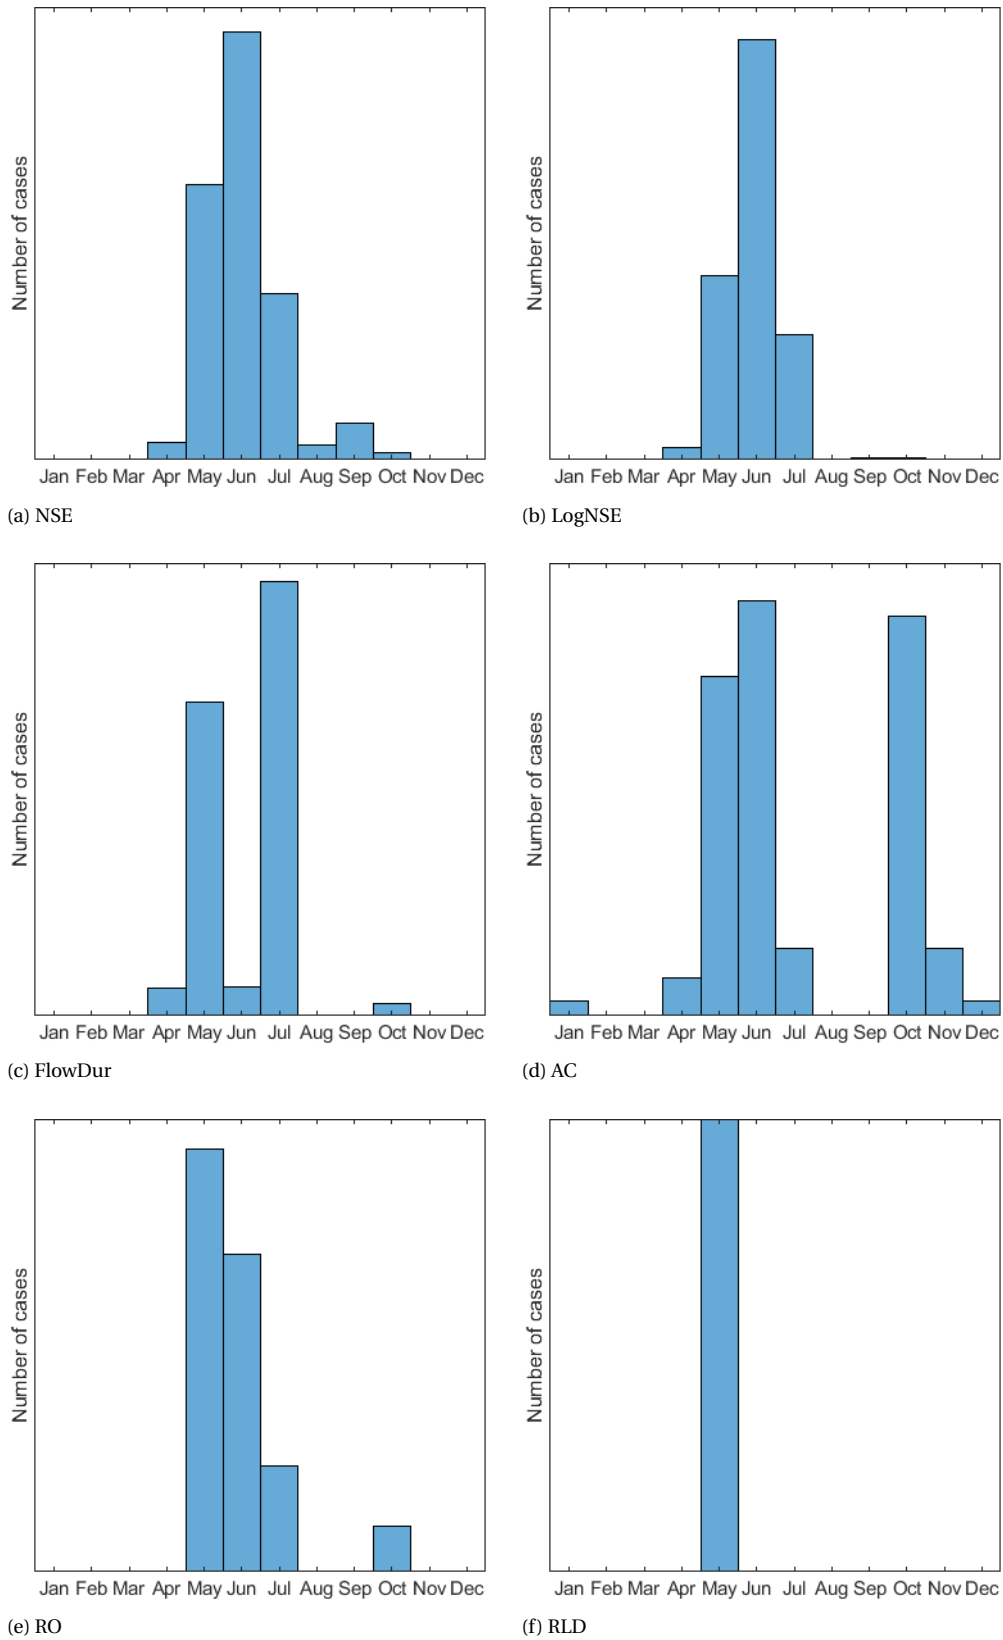 Number of cases
Number of cases
Jan Feb Mar Apr May Jun Jul Aug Sep Oct Nov Dec
Jan Feb Mar Apr May Jun Jul Aug Sep Oct Nov Dec
(a) NSE
(b) LogNSE
Number of cases
Number of cases
Jan Feb Mar Apr May Jun Jul Aug Sep Oct Nov Dec
Jan Feb Mar Apr May Jun Jul Aug Sep Oct Nov Dec
(c) FlowDur
(d) AC
Number of cases
Number of cases
Jan Feb Mar Apr May Jun Jul Aug Sep Oct Nov Dec
Jan Feb Mar Apr May Jun Jul Aug Sep Oct Nov Dec
(e) RO
(f) RLD